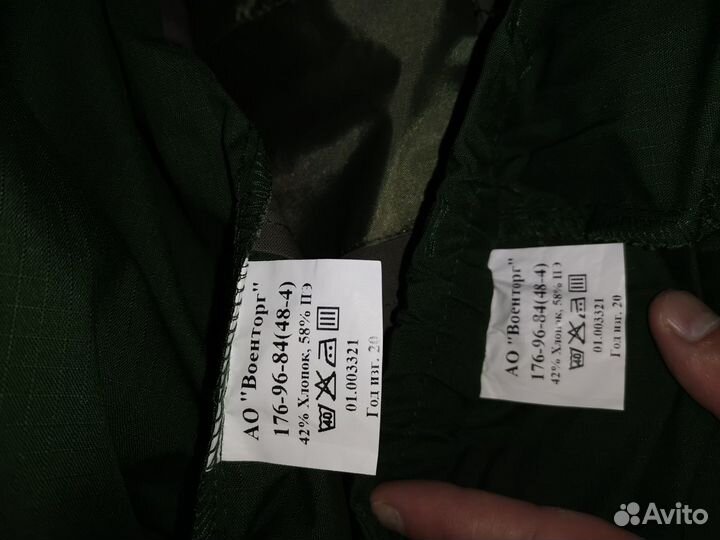 АО "Военторг"
176-96-84(48-4)
42% Хлопок, 58% ПЭ
01.003321
Год изг. 20
АО "Военторг"
176-96-84(48-4)
42% Хлопок, 58% ПЭ
01.003321
Год изг. 20
Avito